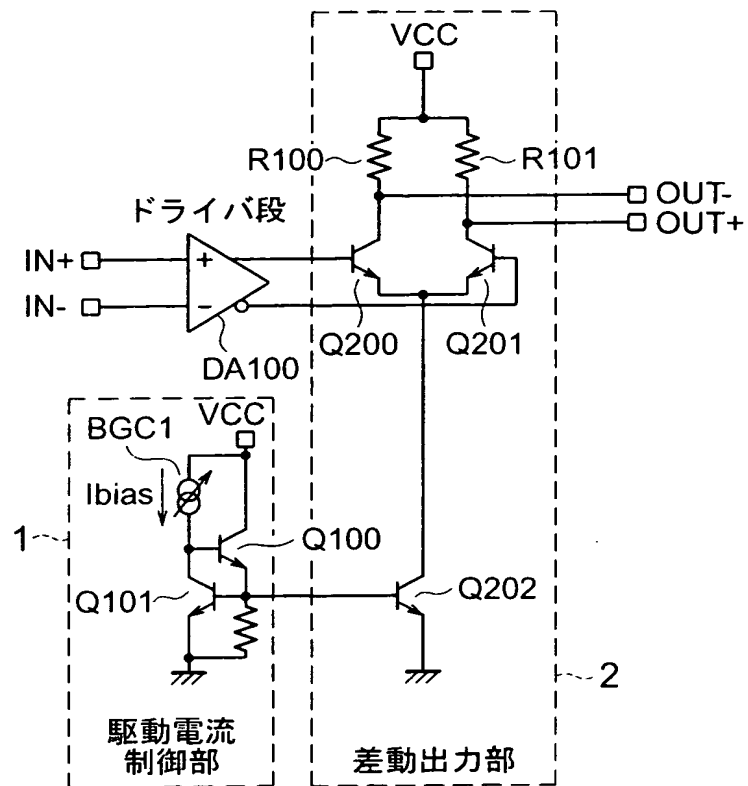 VCC
R100
R101
OUT-
OUT+
ドライバ段
IN+
+
IN-
−
Q200
Q201
DA100
VCC
BGC1
Ibias
1
Q100
Q101
Q202
2
駆動電流
制御部
差動出力部